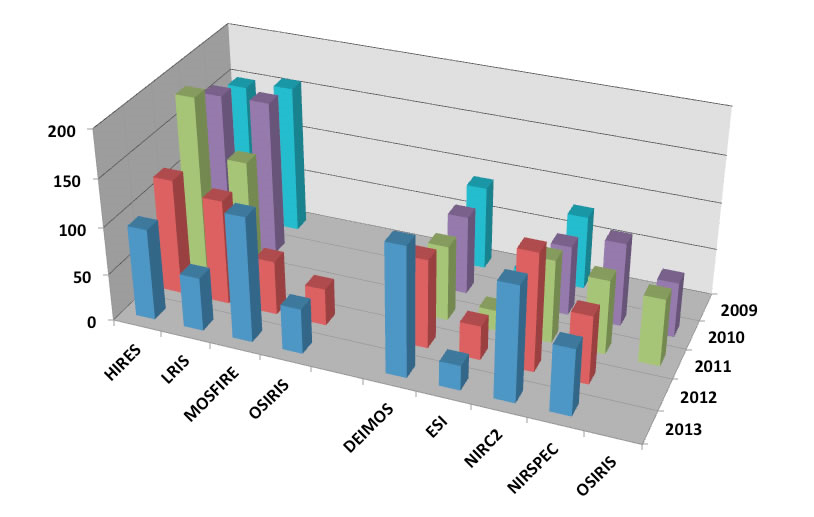 200
150
100
50
0
HIRES
LRIS
MOSFIRE
OSIRIS
DEIMOS
ESI
NIRC2
NIRSPEC
OSIRIS
2009
2010
2011
2012
2013